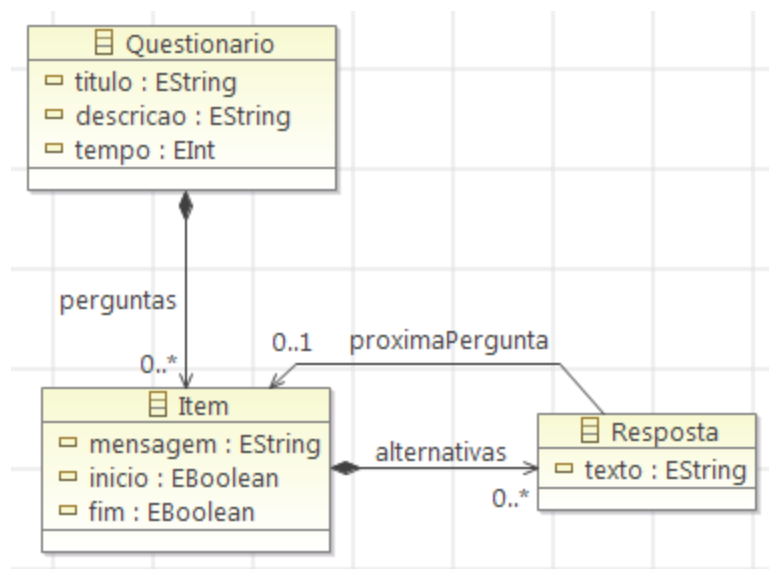 Questionario
titulo : EString
descricao : EString
tempo : EInt
perguntas
0..*
0..1
proximaPergunta
Item
mensagem : EString
inicio : EBoolean
fim : EBoolean
alternativas
0..*
Resposta
texto : EString